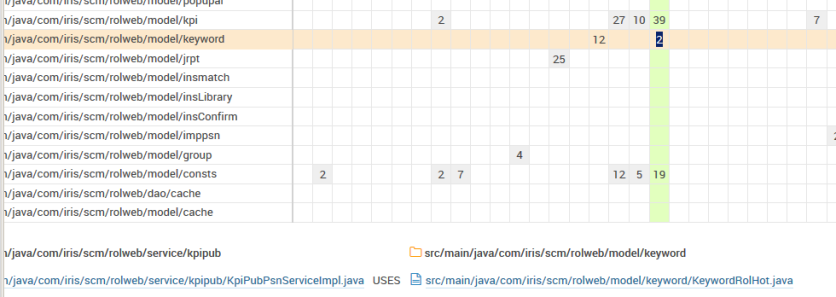 n/java/com/iris/scm/rolweb/model/popupal
n/java/com/iris/scm/rolweb/model/kpi 2 27 10 39 7
n/java/com/iris/scm/rolweb/model/keyword 12 2
n/java/com/iris/scm/rolweb/model/jrpt 25
n/java/com/iris/scm/rolweb/model/insmatch
n/java/com/iris/scm/rolweb/model/insLibrary
n/java/com/iris/scm/rolweb/model/insConfirm
n/java/com/iris/scm/rolweb/model/imppsn 2
n/java/com/iris/scm/rolweb/model/group 4
n/java/com/iris/scm/rolweb/model/consts 2 2 7 12 5 19
n/java/com/iris/scm/rolweb/dao/cache
n/java/com/iris/scm/rolweb/model/cache
n/java/com/iris/scm/rolweb/service/kpipub src/main/java/com/iris/scm/rolweb/model/keyword
n/java/com/iris/scm/rolweb/service/kpipub/KpiPubPsnServiceImpl.java USES src/main/java/com/iris/scm/rolweb/model/keyword/KeywordRolHot.java